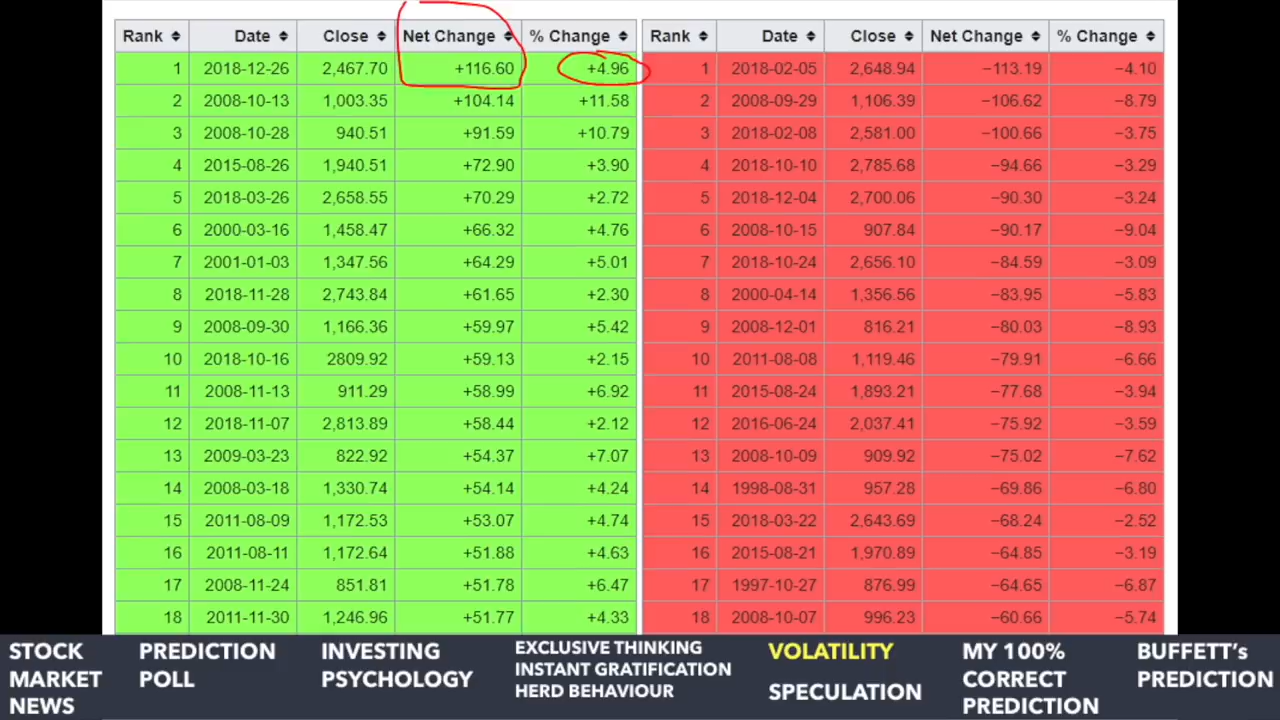 Rank Date Close Net Change % Change Rank Date Close Net Change % Change
1 2018-12-26 2,467.70 +116.60 +4.96 1 2018-02-05 2,648.94 −113.19 −4.10
2 2008-10-13 1,003.35 +104.14 +11.58 2 2008-09-29 1,106.39 −106.62 −8.79
3 2008-10-28 940.51 +91.59 +10.79 3 2018-02-08 2,581.00 −100.66 −3.75
4 2015-08-26 1,940.51 +72.90 +3.90 4 2018-10-10 2,785.68 −94.66 −3.29
5 2018-03-26 2,658.55 +70.29 +2.72 5 2018-12-04 2,700.06 −90.30 −3.24
6 2000-03-16 1,458.47 +66.32 +4.76 6 2008-10-15 907.84 −90.17 −9.04
7 2001-01-03 1,347.56 +64.29 +5.01 7 2018-10-24 2,656.10 −84.59 −3.09
8 2018-11-28 2,743.84 +61.65 +2.30 8 2000-04-14 1,356.56 −83.95 −5.83
9 2008-09-30 1,166.36 +59.97 +5.42 9 2008-12-01 816.21 −80.03 −8.93
10 2018-10-16 2809.92 +59.13 +2.15 10 2011-08-08 1,119.46 −79.91 −6.66
11 2008-11-13 911.29 +58.99 +6.92 11 2015-08-24 1,893.21 −77.68 −3.94
12 2018-11-07 2,813.89 +58.44 +2.12 12 2016-06-24 2,037.41 −75.92 −3.59
13 2009-03-23 822.92 +54.37 +7.07 13 2008-10-09 909.92 −75.02 −7.62
14 2008-03-18 1,330.74 +54.14 +4.24 14 1998-08-31 957.28 −69.86 −6.80
15 2011-08-09 1,172.53 +53.07 +4.74 15 2018-03-22 2,643.69 −68.24 −2.52
16 2011-08-11 1,172.64 +51.88 +4.63 16 2015-08-21 1,970.89 −64.85 −3.19
17 2008-11-24 851.81 +51.78 +6.47 17 1997-10-27 876.99 −64.65 −6.87
18 2011-11-30 1,246.96 +51.77 +4.33 18 2008-10-07 996.23 −60.66 −5.74
STOCK
MARKET
NEWS
PREDICTION
POLL
INVESTING
PSYCHOLOGY
EXCLUSIVE THINKING
INSTANT GRATIFICATION
HERD BEHAVIOUR
VOLATILITY
SPECULATION
MY 100%
CORRECT
PREDICTION
BUFFETT's
PREDICTION